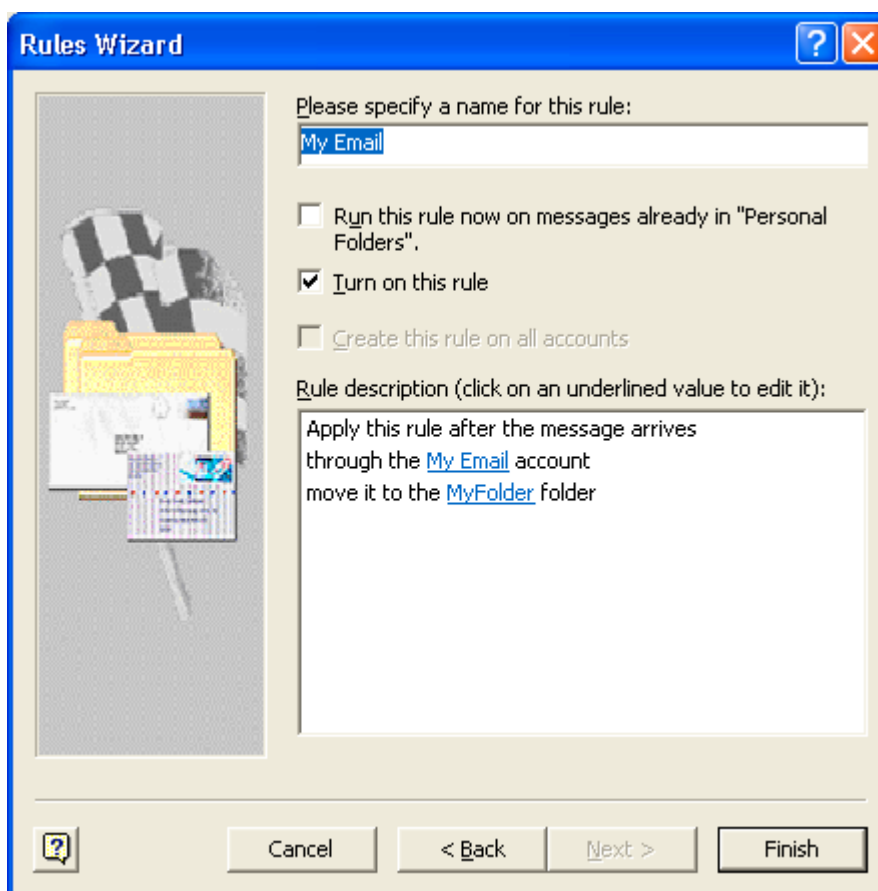 Rules Wizard
Please specify a name for this rule:
My Email
Run this rule now on messages already in "Personal
Folders".
Turn on this rule
Create this rule on all accounts
Rule description (click on an underlined value to edit it):
Apply this rule after the message arrives
through the My Email account
move it to the MyFolder folder
Cancel
< Back
Next >
Finish